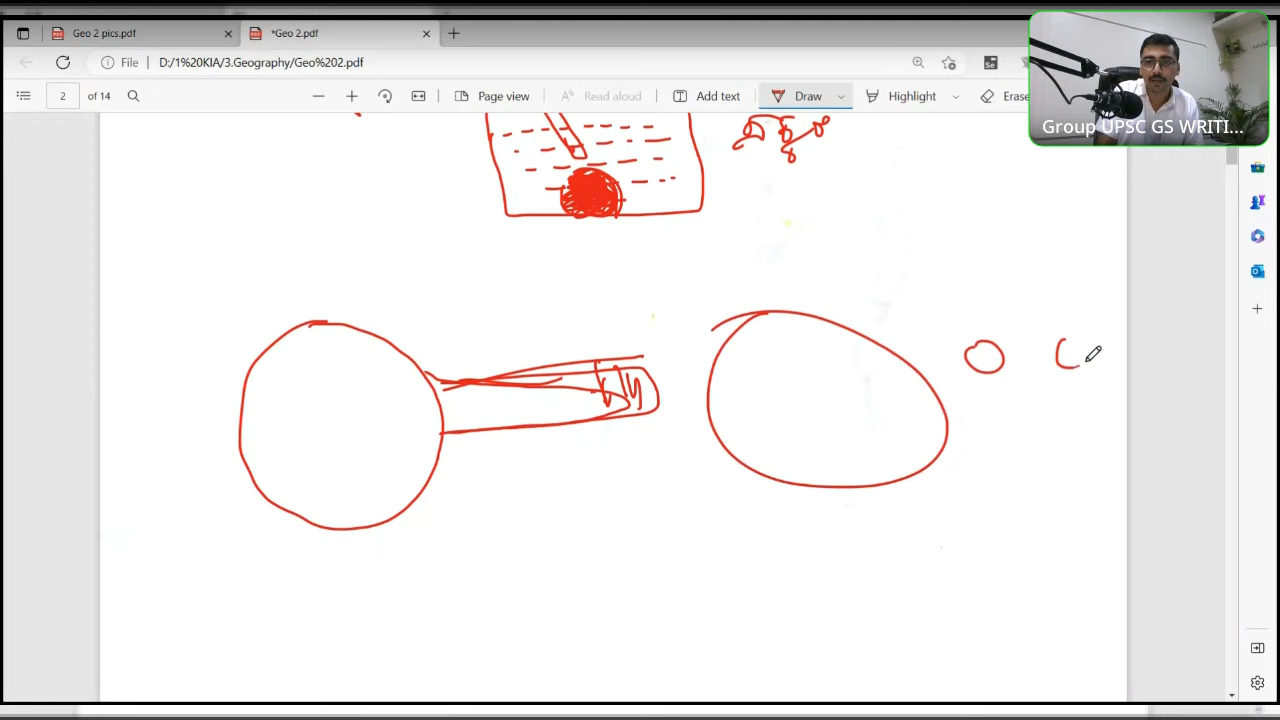 Geo 2 pics.pdf
*Geo 2.pdf
File
D:/1%20KIA/3.Geography/Geo%202.pdf
2 of 14
Page view
Read aloud
Add text
Draw
Highlight
Erase
Group UPSC GS WRITI...